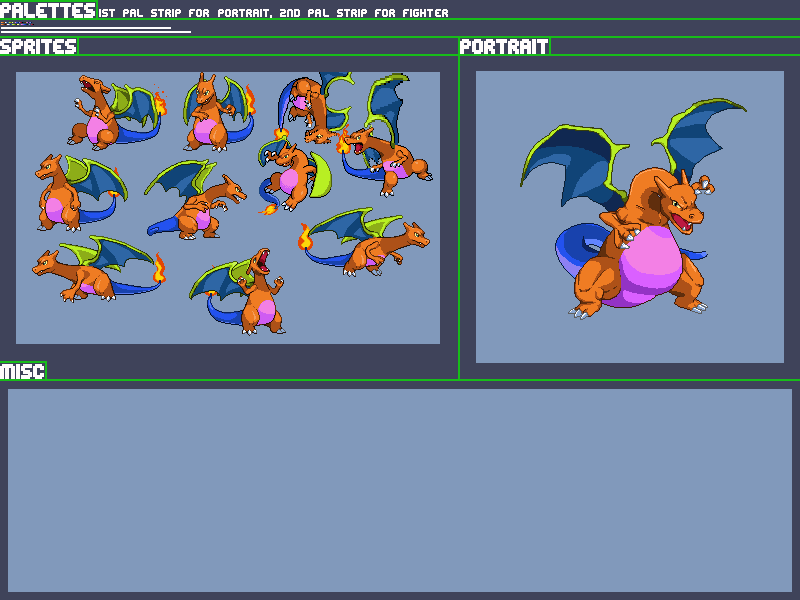 PALETTES 1ST PAL STRIP FOR PORTRAIT, 2ND PAL STRIP FOR FIGHTER
SPRITES
PORTRAIT
MISC